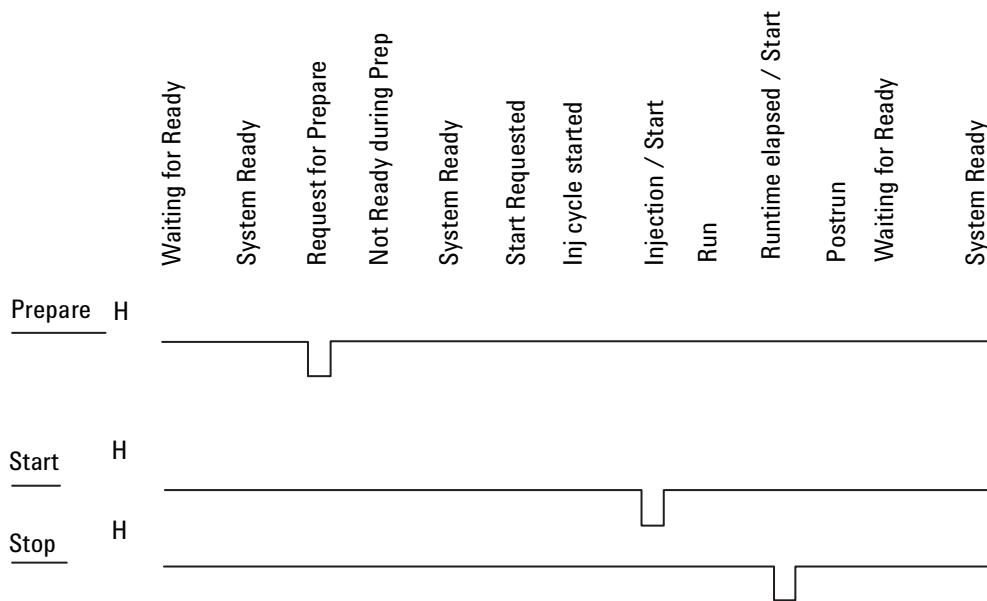 Waiting for Ready
System Ready
Request for Prepare
Not Ready during Prep
System Ready
Start Requested
Inj cycle started
Injection / Start
Run
Runtime elapsed / Start
Postrun
Waiting for Ready
System Ready
Prepare H
Start H
Stop H